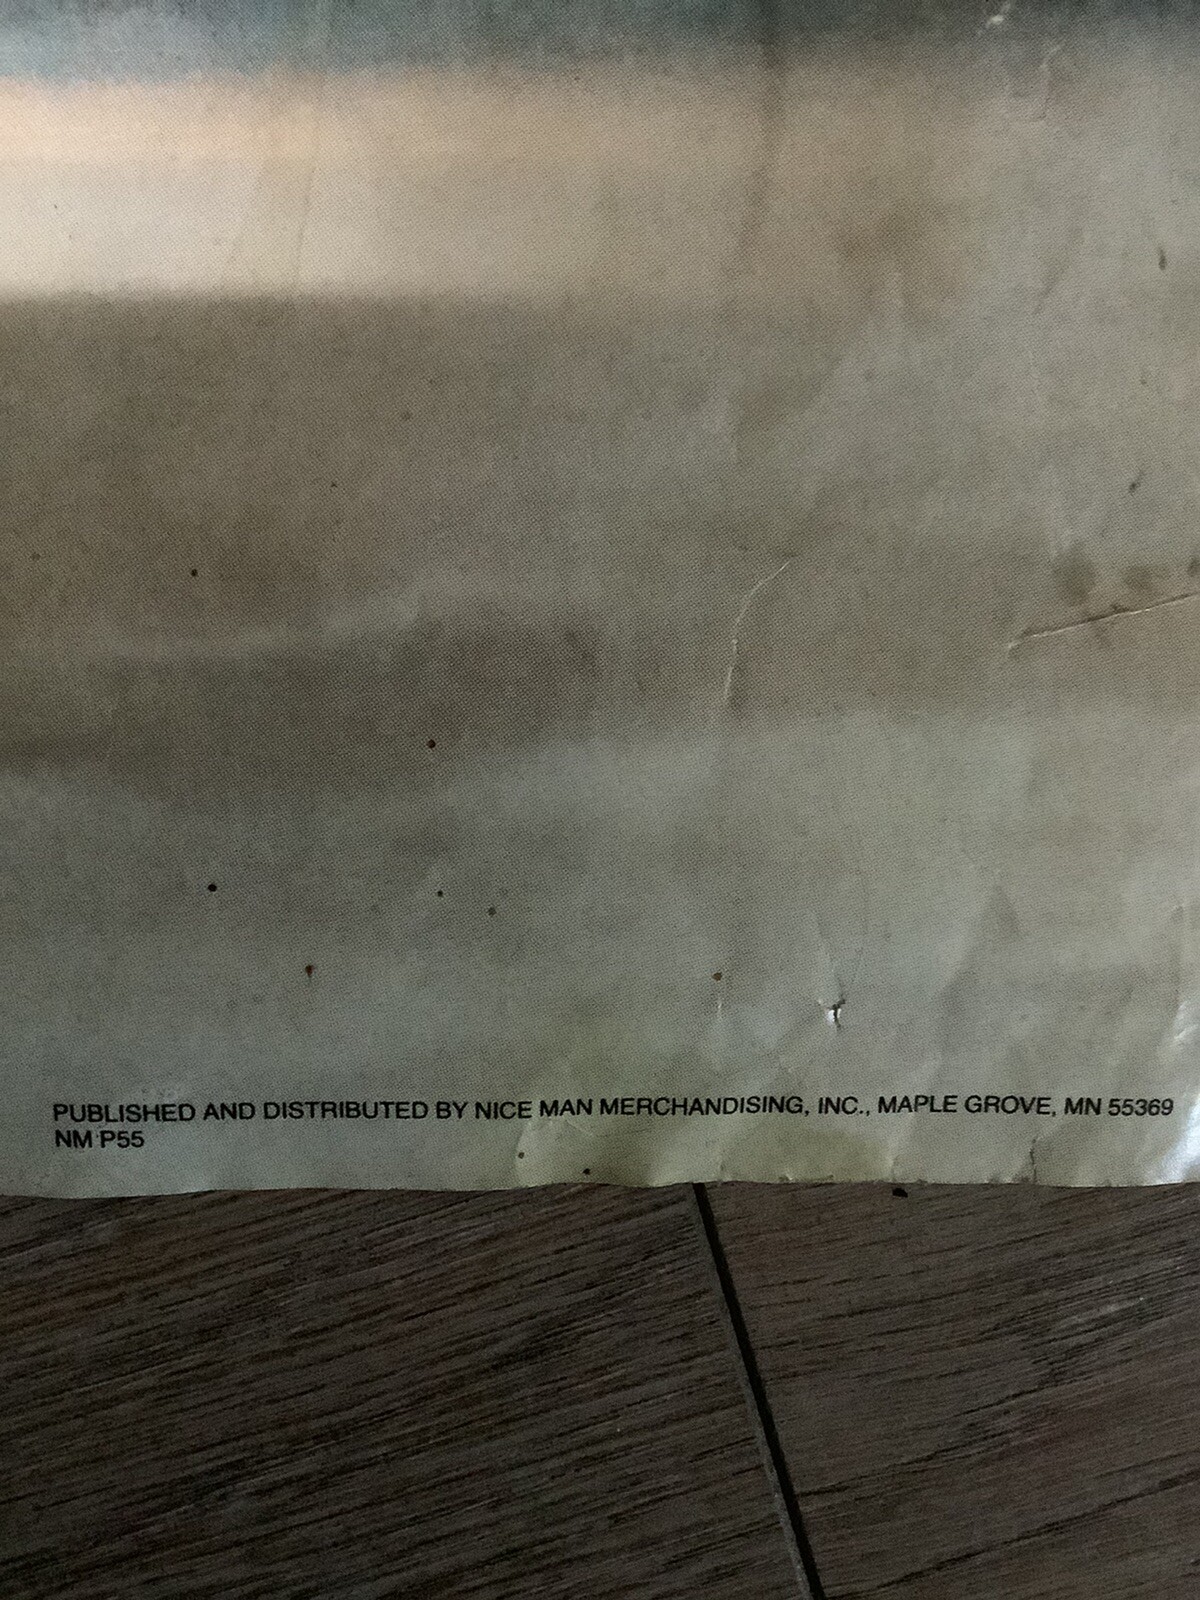 PUBLISHED AND DISTRIBUTED BY NICE MAN MERCHANDISING, INC., MAPLE GROVE, MN 55369
NM P55